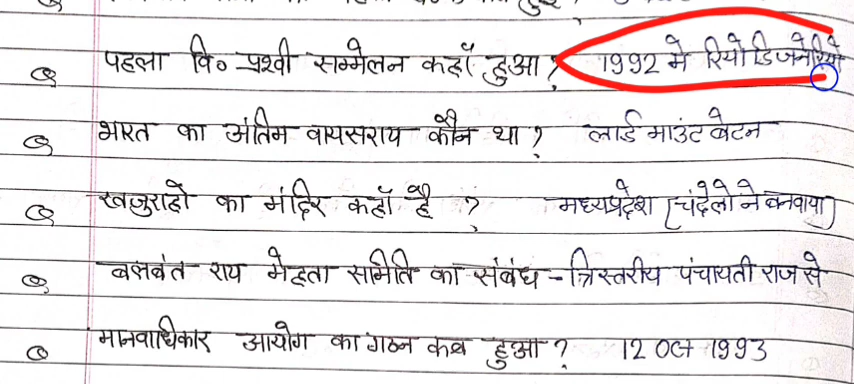 Q पहला वि० पृथ्वी सम्मेलन कहाँ हुआ ? 1992 मे रियो डि जनेरियो
Q भारत का अंतिम वायसराय कौन था ? लार्ड माउंट बेटन
Q खजुराहो का मंदिर कहाँ है ? मध्यप्रदेश (चंदेलो ने बनवाया)
Q बलवंत राय मेहता समिति का संबंध - त्रिस्तरीय पंचायती राज से
Q मानवाधिकार आयोग का गठन कब हुआ ? 12 Oct 1993